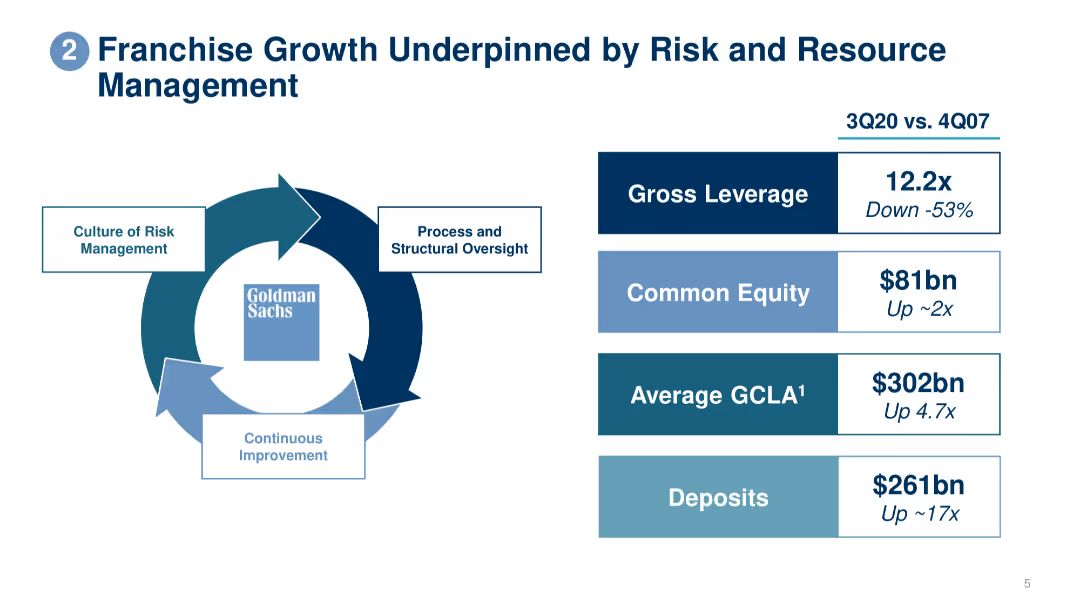 2 Franchise Growth Underpinned by Risk and Resource
Management
3Q20 vs. 4Q07
Culture of Risk
Management
Process and
Structural Oversight
Goldman
Sachs
Continuous
Improvement
Gross Leverage
12.2x
Down -53%
Common Equity
$81bn
Up ~2x
Average GCLA¹
$302bn
Up 4.7x
Deposits
$261bn
Up ~17x
5